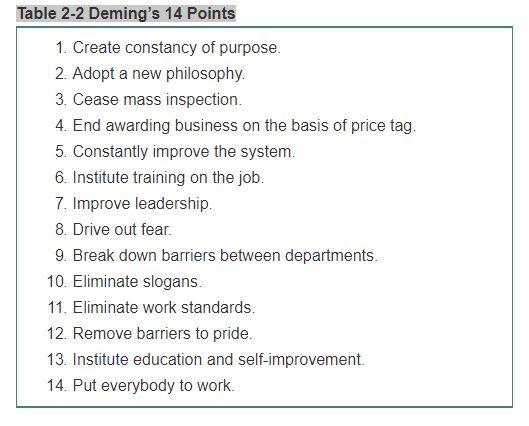 Table 2-2 Deming’s 14 Points
1. Create constancy of purpose.
2. Adopt a new philosophy.
3. Cease mass inspection.
4. End awarding business on the basis of price tag.
5. Constantly improve the system.
6. Institute training on the job.
7. Improve leadership.
8. Drive out fear.
9. Break down barriers between departments.
10. Eliminate slogans.
11. Eliminate work standards.
12. Remove barriers to pride.
13. Institute education and self-improvement.
14. Put everybody to work.